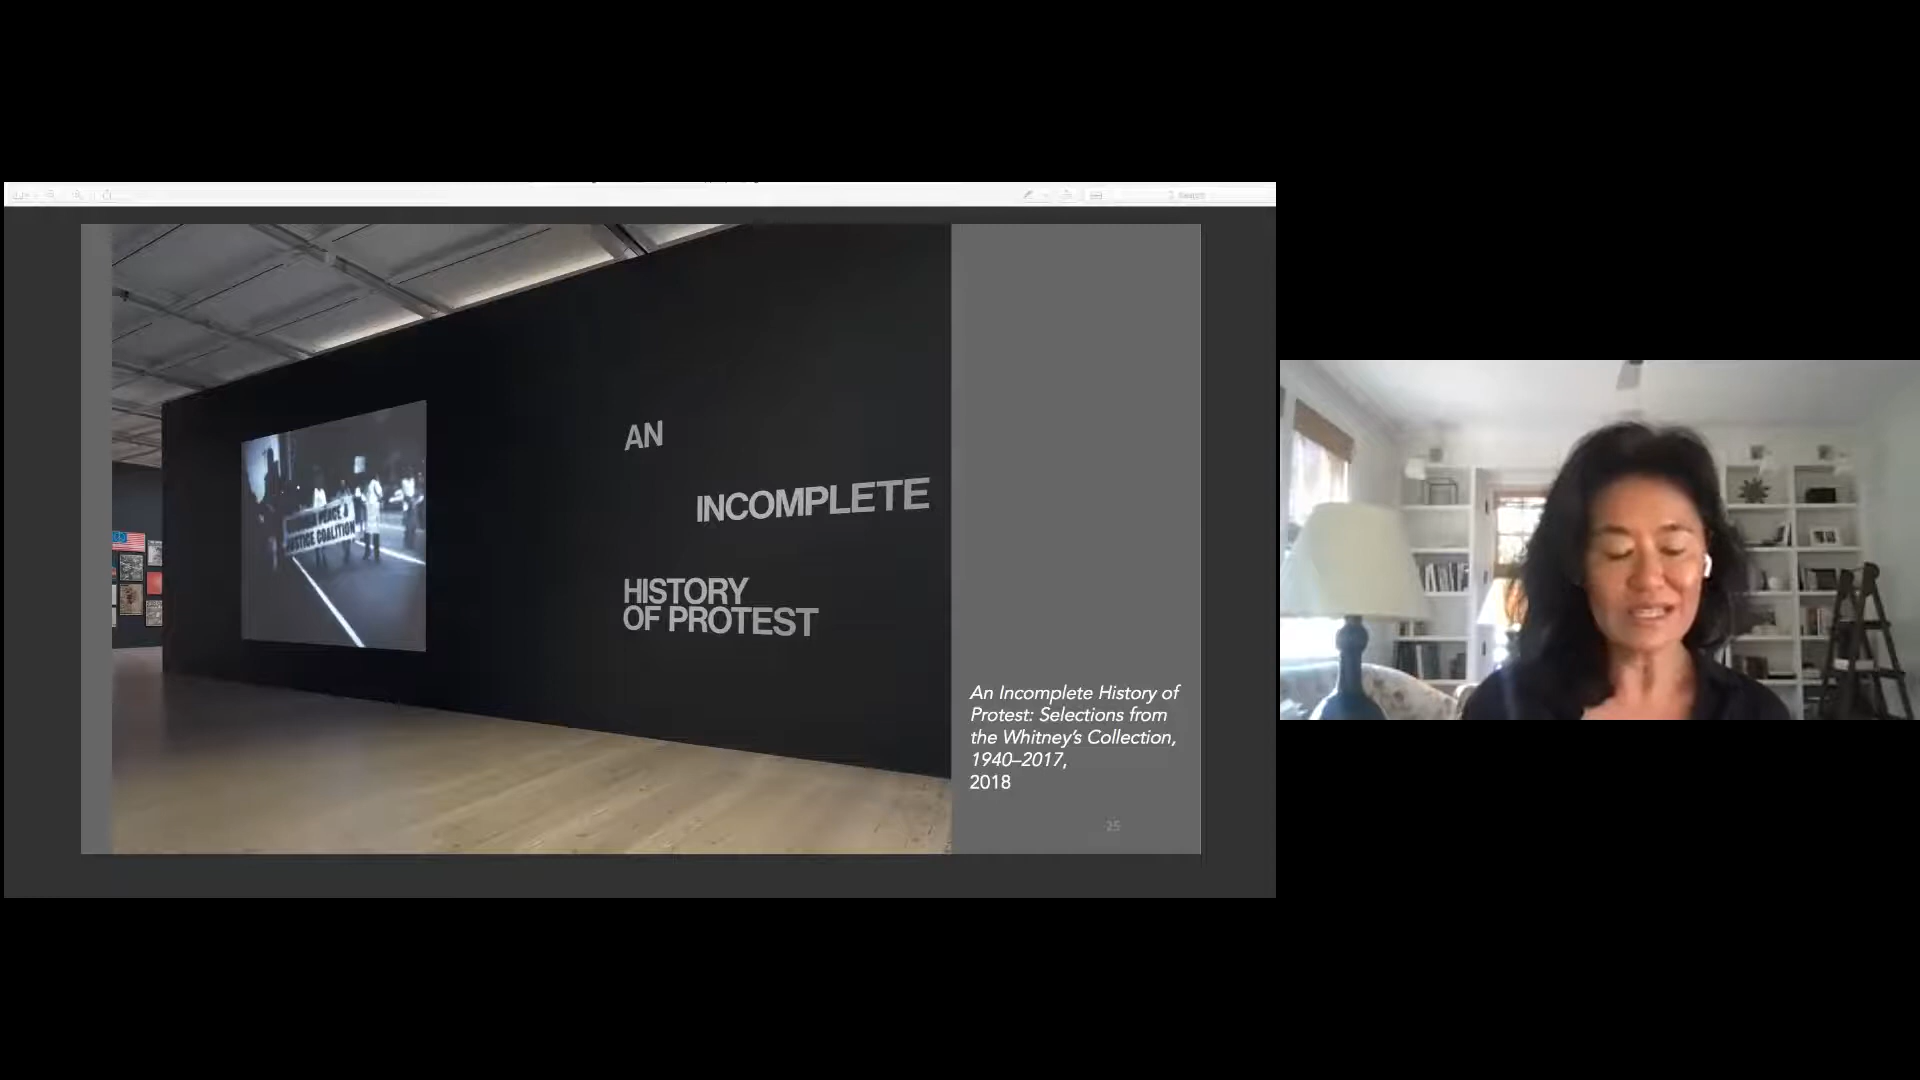 Search
AN
INCOMPLETE
HISTORY
OF PROTEST
PEACE &
JUSTICE COALITION
An Incomplete History of
Protest: Selections from
the Whitney's Collection,
1940–2017,
2018
25